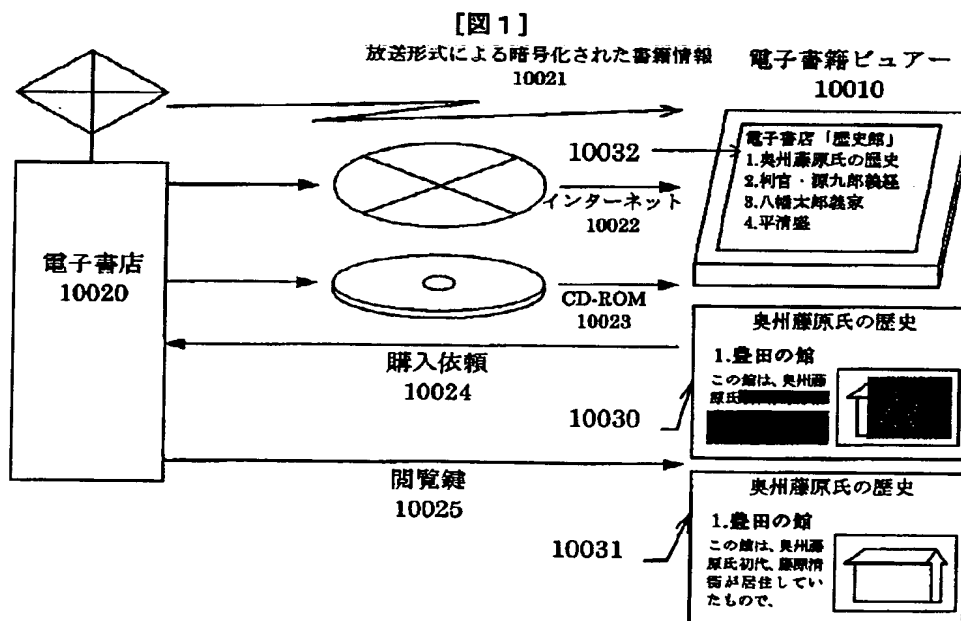 [図1]
放送形式による暗号化された書籍情報
10021
電子書籍ビュアー
10010
10032
電子書店「歴史館」
1.奥州藤原氏の歴史
2.判官・源九郎義経
3.八幡太郎義家
4.平清盛
インターネット
10022
電子書店
10020
CD-ROM
10023
購入依頼
10024
奥州藤原氏の歴史
1.豊田の館
この館は、奥州藤
原氏
10030
閲覧鍵
10025
奥州藤原氏の歴史
1.豊田の館
この館は、奥州藤
原氏初代、藤原清
衡が居住してい
たもので、
10031